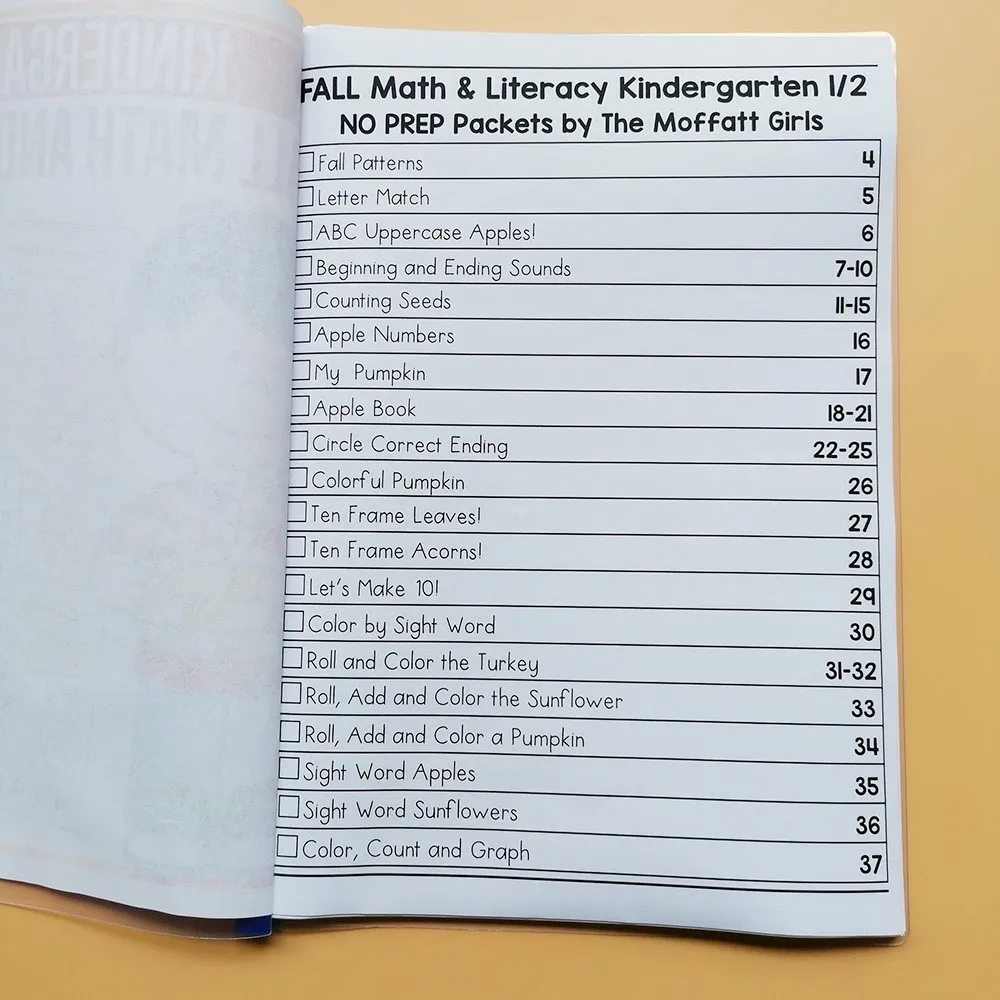 FALL Math & Literacy Kindergarten 1/2
NO PREP Packets by The Moffatt Girls
Fall Patterns 4
Letter Match 5
ABC Uppercase Apples! 6
Beginning and Ending Sounds 7-10
Counting Seeds 11-15
Apple Numbers 16
My Pumpkin 17
Apple Book 18-21
Circle Correct Ending 22-25
Colorful Pumpkin 26
Ten Frame Leaves! 27
Ten Frame Acorns! 28
Let's Make 10! 29
Color by Sight Word 30
Roll and Color the Turkey 31-32
Roll, Add and Color the Sunflower 33
Roll, Add and Color a Pumpkin 34
Sight Word Apples 35
Sight Word Sunflowers 36
Color, Count and Graph 37